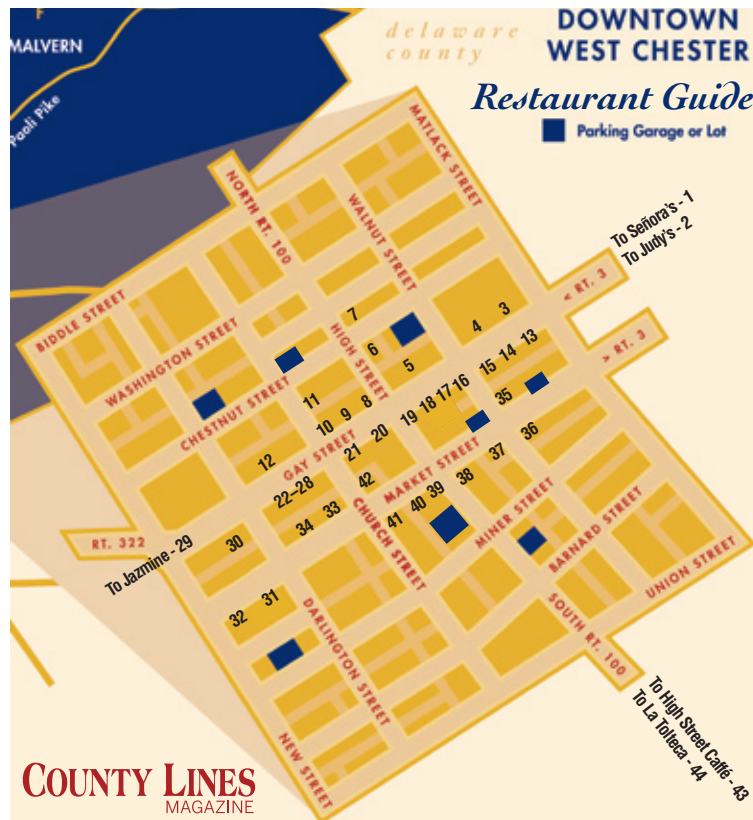 F
MALVERN
Paoli Pike
delaware
county
DOWNTOWN
WEST CHESTER
Restaurant Guide
Parking Garage or Lot
MATLACK STREET
NORTH RT. 100
WALNUT STREET
To Señora's - 1
To Judy's - 2
< RT. 3
> RT. 3
BIDDLE STREET
WASHINGTON STREET
HIGH STREET
CHESTNUT STREET
7
6
5
4
3
11
10
9
8
15
14
13
12
GAY STREET
19
18
17
16
35
21
20
22–28
42
MARKET STREET
36
37
38
39
40
41
34
33
CHURCH STREET
MINER STREET
BARNARD STREET
UNION STREET
RT. 322
To Jazmine - 29
30
32
31
DARLINGTON STREET
SOUTH RT. 100
To High Street Caffé - 43
To La Tolteca - 44
NEW STREET
COUNTY LINES
MAGAZINE